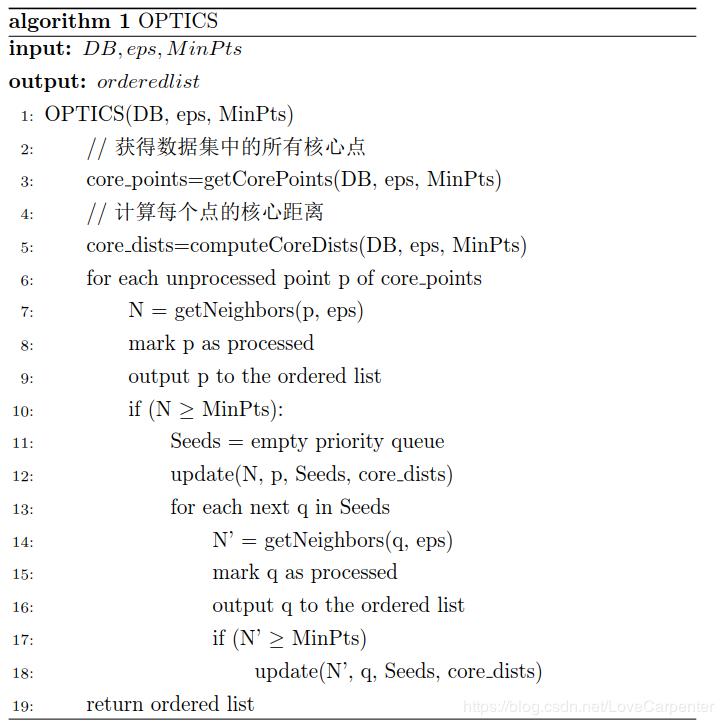 algorithm 1 OPTICS
input: DB, eps, MinPts
output: orderedlist
1: OPTICS(DB, eps, MinPts)
2: // 获得数据集中的所有核心点
3: core_points=getCorePoints(DB, eps, MinPts)
4: // 计算每个点的核心距离
5: core_dists=computeCoreDists(DB, eps, MinPts)
6: for each unprocessed point p of core_points
7: N = getNeighbors(p, eps)
8: mark p as processed
9: output p to the ordered list
10: if (N ≥ MinPts):
11: Seeds = empty priority queue
12: update(N, p, Seeds, core_dists)
13: for each next q in Seeds
14: N' = getNeighbors(q, eps)
15: mark q as processed
16: output q to the ordered list
17: if (N' ≥ MinPts)
18: update(N', q, Seeds, core_dists)
19: return ordered list
https://blog.csdn.net/LoveCarpenter